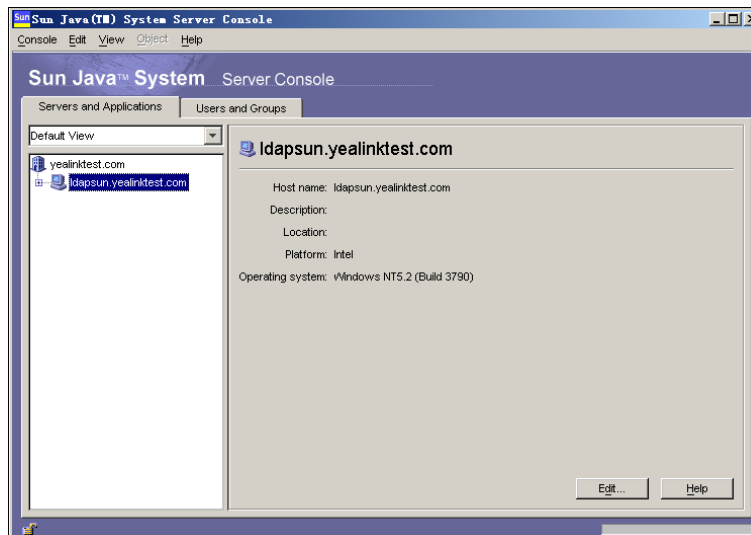 Sun Sun Java(TM) System Server Console
Console Edit View Object Help
Sun Java™ System Server Console
Servers and Applications Users and Groups
Default View
yealinktest.com
ldapsun.yealinktest.com
ldapsun.yealinktest.com
Host name: ldapsun.yealinktest.com
Description:
Location:
Platform: Intel
Operating system: Windows NT5.2 (Build 3790)
Edit... Help